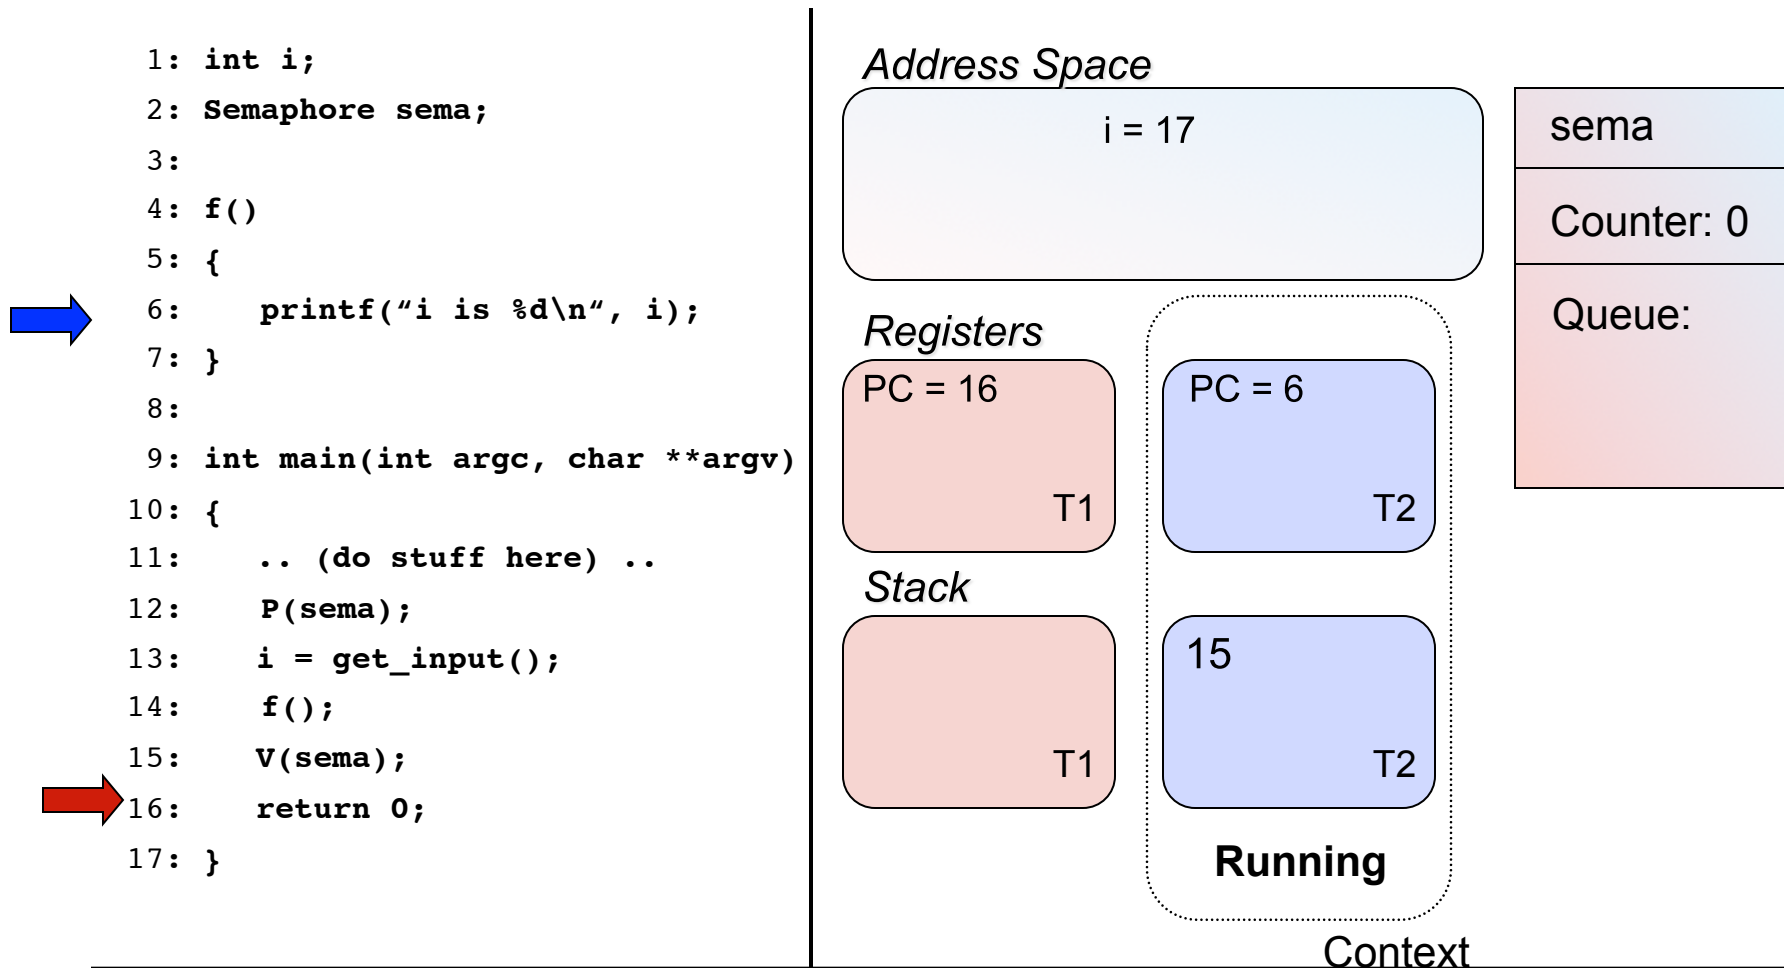 1: int i;
2: Semaphore sema;
3:
4: f()
5: {
6: printf(“i is %d\n“, i);
7: }
8:
9: int main(int argc, char **argv)
10: {
11: .. (do stuff here) ..
12: P(sema);
13: i = get_input();
14: f();
15: V(sema);
16: return 0;
17: }
Address Space
i = 17
Registers
PC = 16
T1
PC = 6
T2
Stack
T1
15
T2
Running
Context
sema
Counter: 0
Queue: